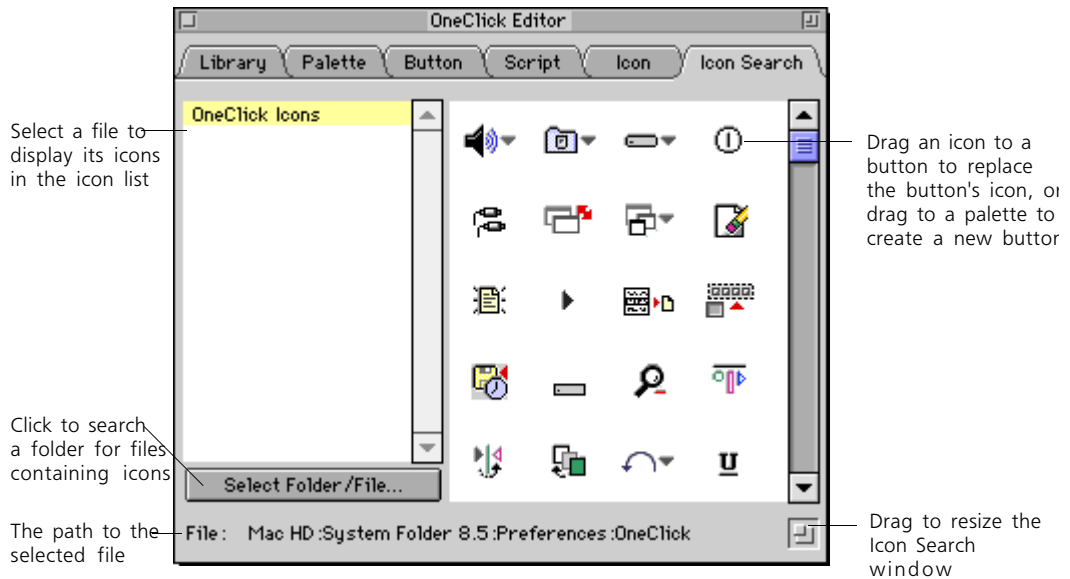 OneClick Editor
Library Palette Button Script Icon Icon Search
OneClick Icons
Select a file to
display its icons
in the icon list
Drag an icon to a
button to replace
the button's icon, or
drag to a palette to
create a new button
Click to search
a folder for files
containing icons
Select Folder/File...
The path to the
selected file
File: Mac HD:System Folder 8.5:Preferences:OneClick
Drag to resize the
Icon Search
window
U